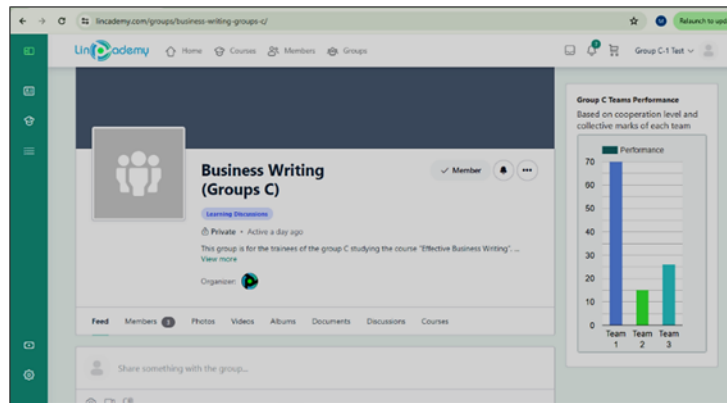 lincademy.com/groups/business-writing-groups-c/
Relaunch to upd
Lincademy
Home
Courses
Members
Groups
Group C-1 Test
Business Writing
(Groups C)
Member
Learning Discussions
Private • Active a day ago
This group is for the trainees of the group C studying the course "Effective Business Writing". ...
View more
Organizer:
Feed
Members
Photos
Videos
Albums
Documents
Discussions
Courses
Share something with the group...
Group C Teams Performance
Based on cooperation level and
collective marks of each team
Performance
70
60
50
40
30
20
10
0
Team Team Team
1 2 3